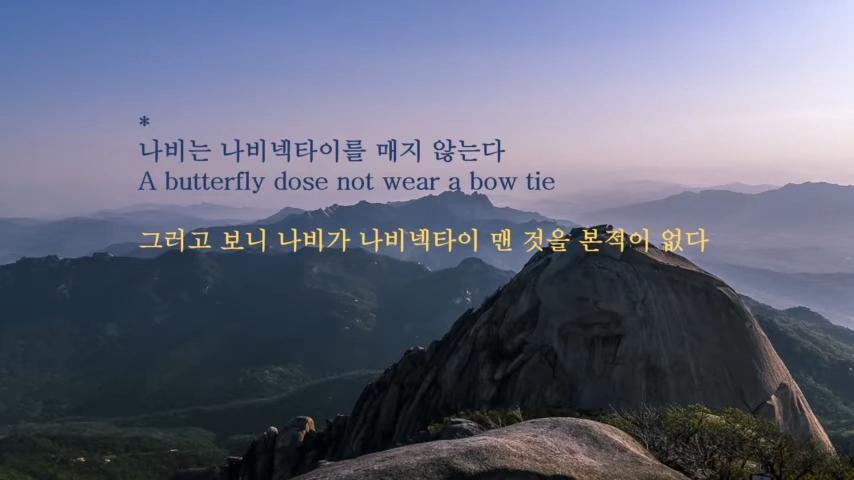 *
나비는 나비넥타이를 매지 않는다
A butterfly dose not wear a bow tie
그러고 보니 나비가 나비넥타이 맨 것을 본적이 없다